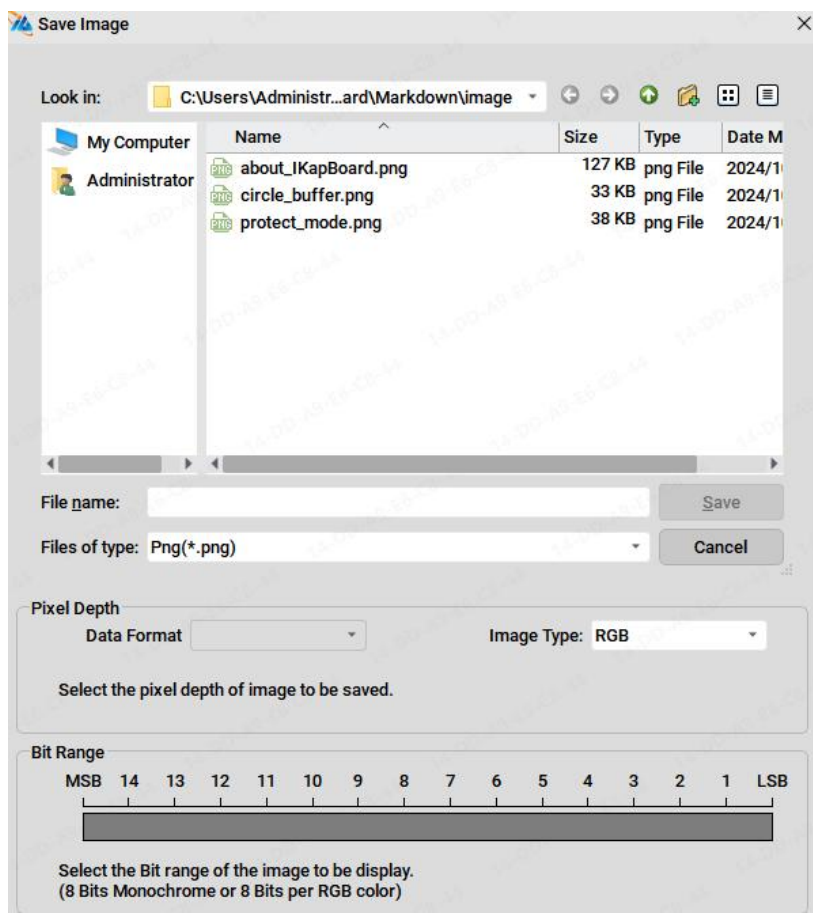 Save Image
Look in: C:\Users\Administr...ard\Markdown\image
My Computer
Administrator
Name Size Type Date M
about_IKapBoard.png 127 KB png File 2024/1
circle_buffer.png 33 KB png File 2024/1
protect_mode.png 38 KB png File 2024/1
File name: Save
Files of type: Png(*.png) Cancel
Pixel Depth
Data Format Image Type: RGB
Select the pixel depth of image to be saved.
Bit Range
MSB 14 13 12 11 10 9 8 7 6 5 4 3 2 1 LSB
Select the Bit range of the image to be display.
(8 Bits Monochrome or 8 Bits per RGB color)